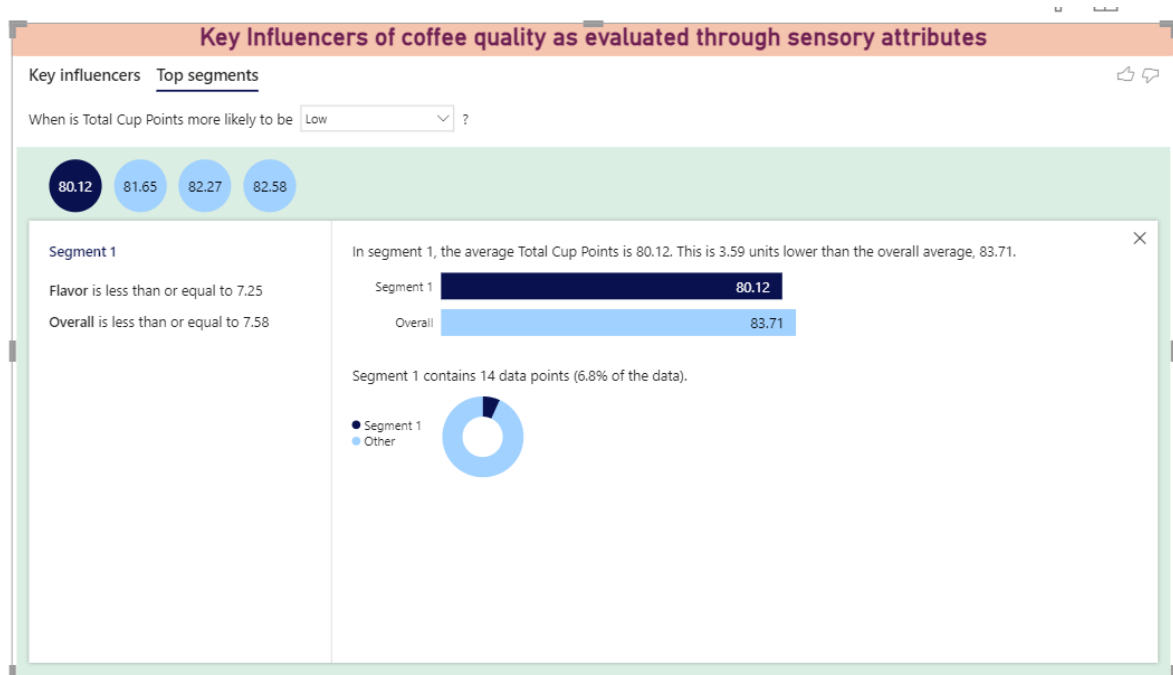 Key Influencers of coffee quality as evaluated through sensory attributes
Key influencers Top segments
When is Total Cup Points more likely to be Low ?
80.12 81.65 82.27 82.58
Segment 1
Flavor is less than or equal to 7.25
Overall is less than or equal to 7.58
In segment 1, the average Total Cup Points is 80.12. This is 3.59 units lower than the overall average, 83.71.
Segment 1 80.12
Overall 83.71
Segment 1 contains 14 data points (6.8% of the data).
Segment 1
Other